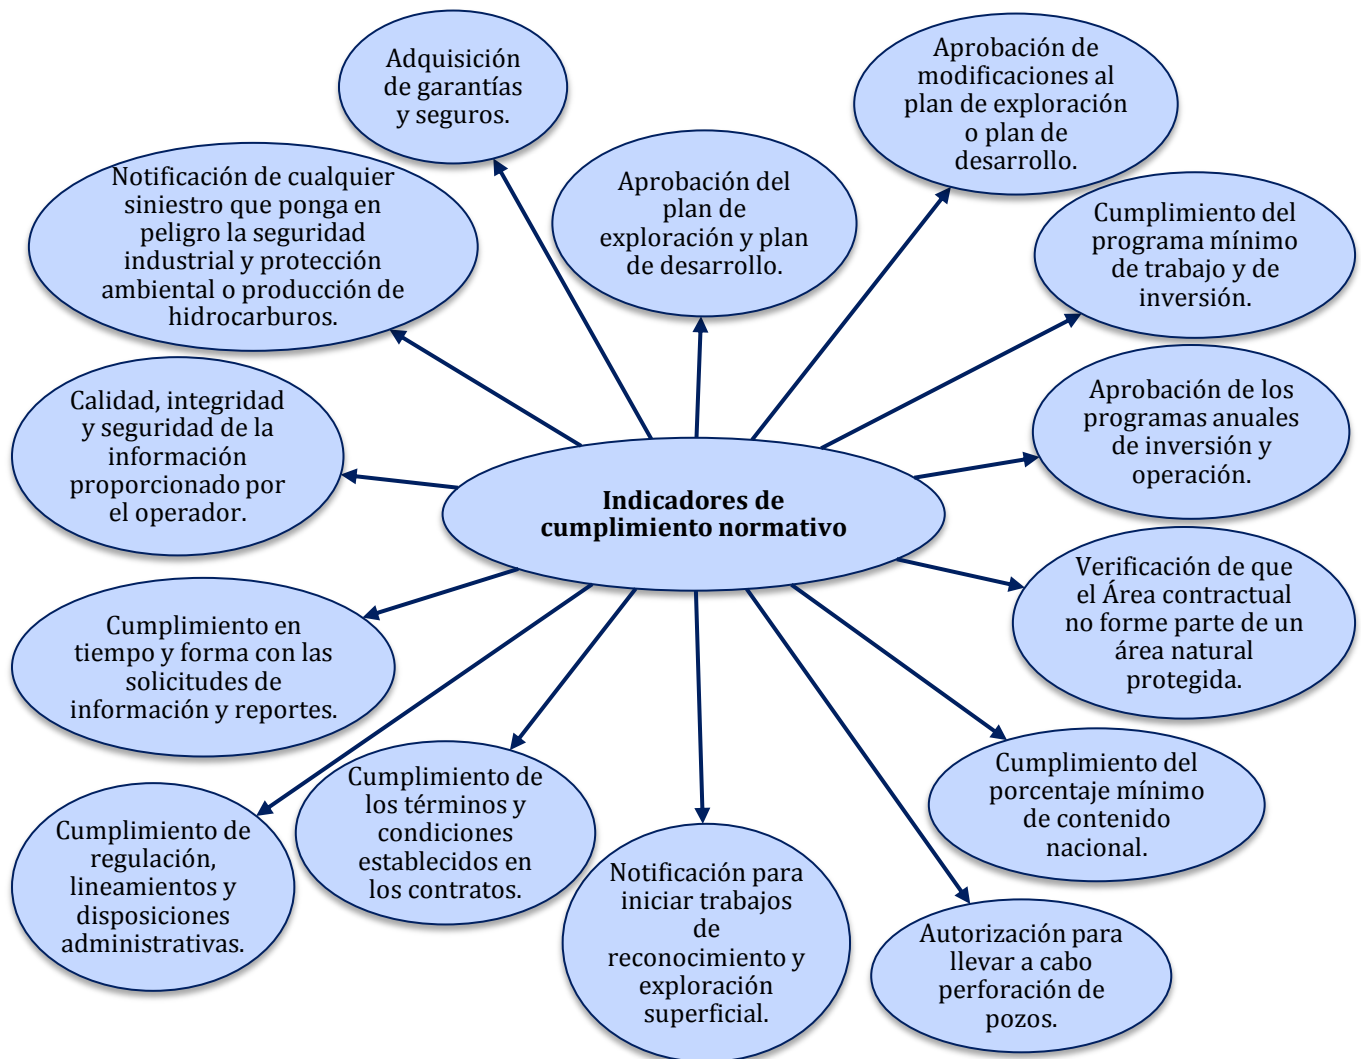 Adquisición
de garantías
y seguros.
Aprobación de
modificaciones al
plan de exploración
o plan de
desarrollo.
Notificación de cualquier
siniestro que ponga en
peligro la seguridad
industrial y protección
ambiental o producción de
hidrocarburos.
Aprobación del
plan de
exploración y plan
de desarrollo.
Cumplimiento del
programa mínimo
de trabajo y de
inversión.
Calidad, integridad
y seguridad de la
información
proporcionado por
el operador.
Aprobación de los
programas anuales
de inversión y
operación.
Indicadores de
cumplimiento normativo
Verificación de que
el Área contractual
no forme parte de un
área natural
protegida.
Cumplimiento en
tiempo y forma con las
solicitudes de
información y reportes.
Cumplimiento del
porcentaje mínimo
de contenido
nacional.
Cumplimiento de
los términos y
condiciones
establecidos en
los contratos.
Cumplimiento de
regulación,
lineamientos y
disposiciones
administrativas.
Notificación para
iniciar trabajos
de
reconocimiento y
exploración
superficial.
Autorización para
llevar a cabo
perforación de
pozos.